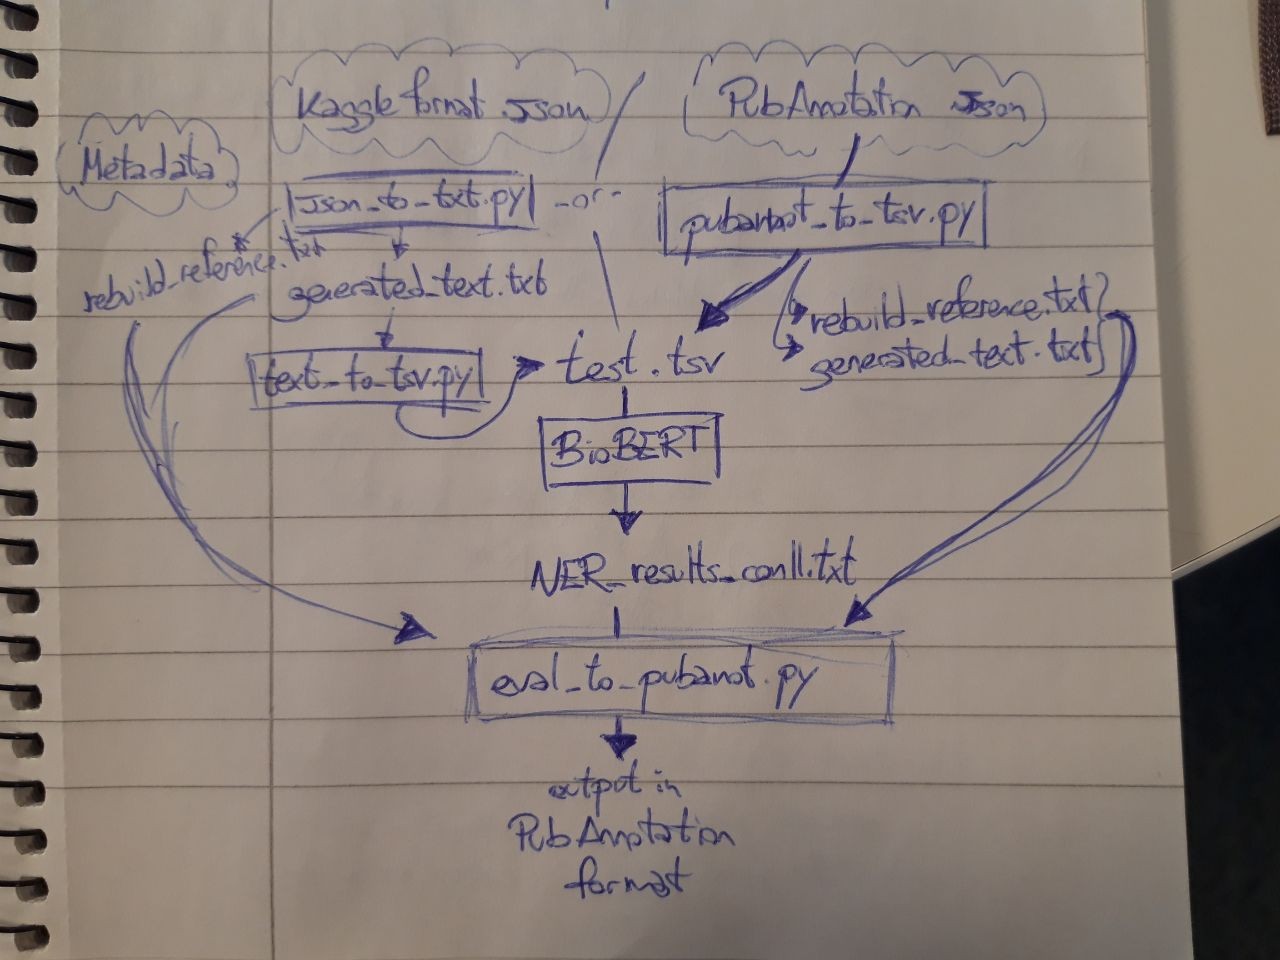 Kaggle format Json
PubAnnotation Json
Metadata
Json_to_txt.py
-or-
pubannot_to_tsv.py
rebuild_reference.txt
generated_text.txt
rebuild_reference.txt
generated_text.txt
text_to_tsv.py
test.tsv
BioBERT
NER_results_conll.txt
eval_to_pubanot.py
output in
PubAnnotation
format